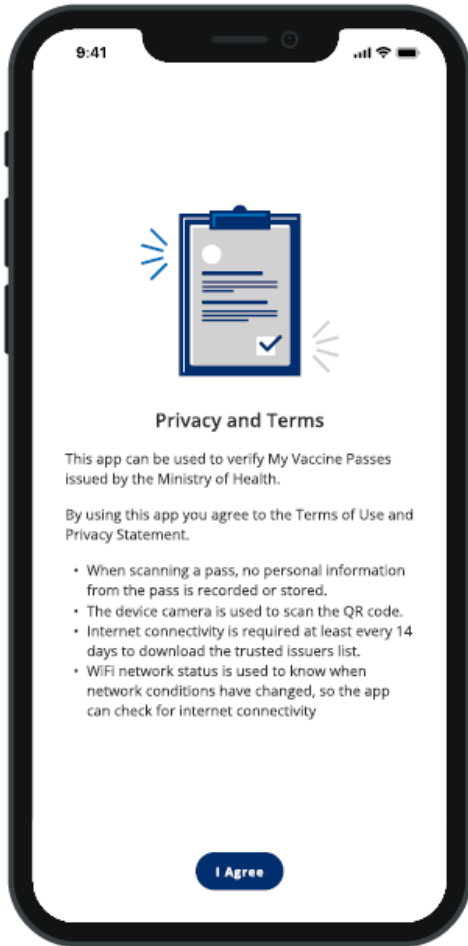 9:41
Privacy and Terms
This app can be used to verify My Vaccine Passes
issued by the Ministry of Health.
By using this app you agree to the Terms of Use and
Privacy Statement.
• When scanning a pass, no personal information
from the pass is recorded or stored.
• The device camera is used to scan the QR code.
• Internet connectivity is required at least every 14
days to download the trusted issuers list.
• WiFi network status is used to know when
network conditions have changed, so the app
can check for internet connectivity
I Agree